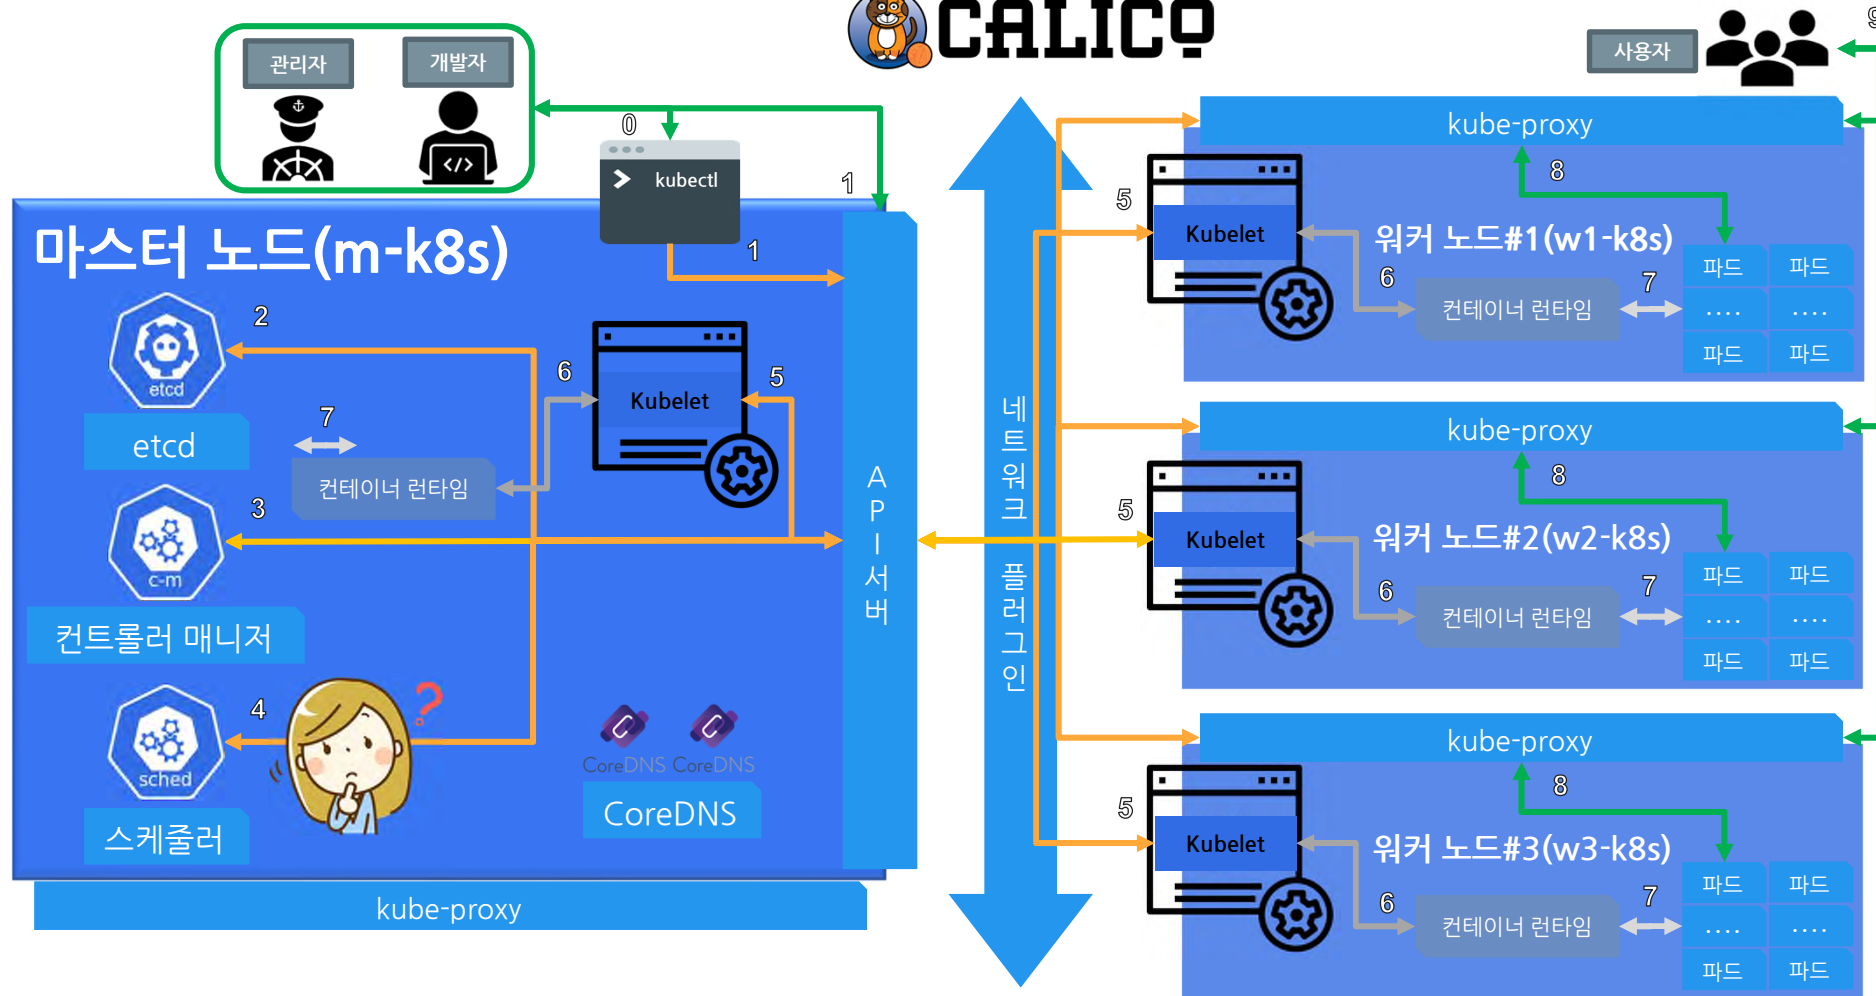 CALICO
관리자
개발자
사용자
9
0
kubectl
1
1
마스터 노드(m-k8s)
2
etcd
etcd
3
c-m
컨트롤러 매니저
4
sched
스케줄러
?
7
컨테이너 런타임
6
Kubelet
5
CoreDNS CoreDNS
CoreDNS
API서버
kube-proxy
네트워크 플러그인
kube-proxy
8
5
Kubelet
워커 노드#1(w1-k8s)
6
컨테이너 런타임
7
파드 파드
.... ....
파드 파드
kube-proxy
8
5
Kubelet
워커 노드#2(w2-k8s)
6
컨테이너 런타임
7
파드 파드
.... ....
파드 파드
kube-proxy
8
5
Kubelet
워커 노드#3(w3-k8s)
6
컨테이너 런타임
7
파드 파드
.... ....
파드 파드